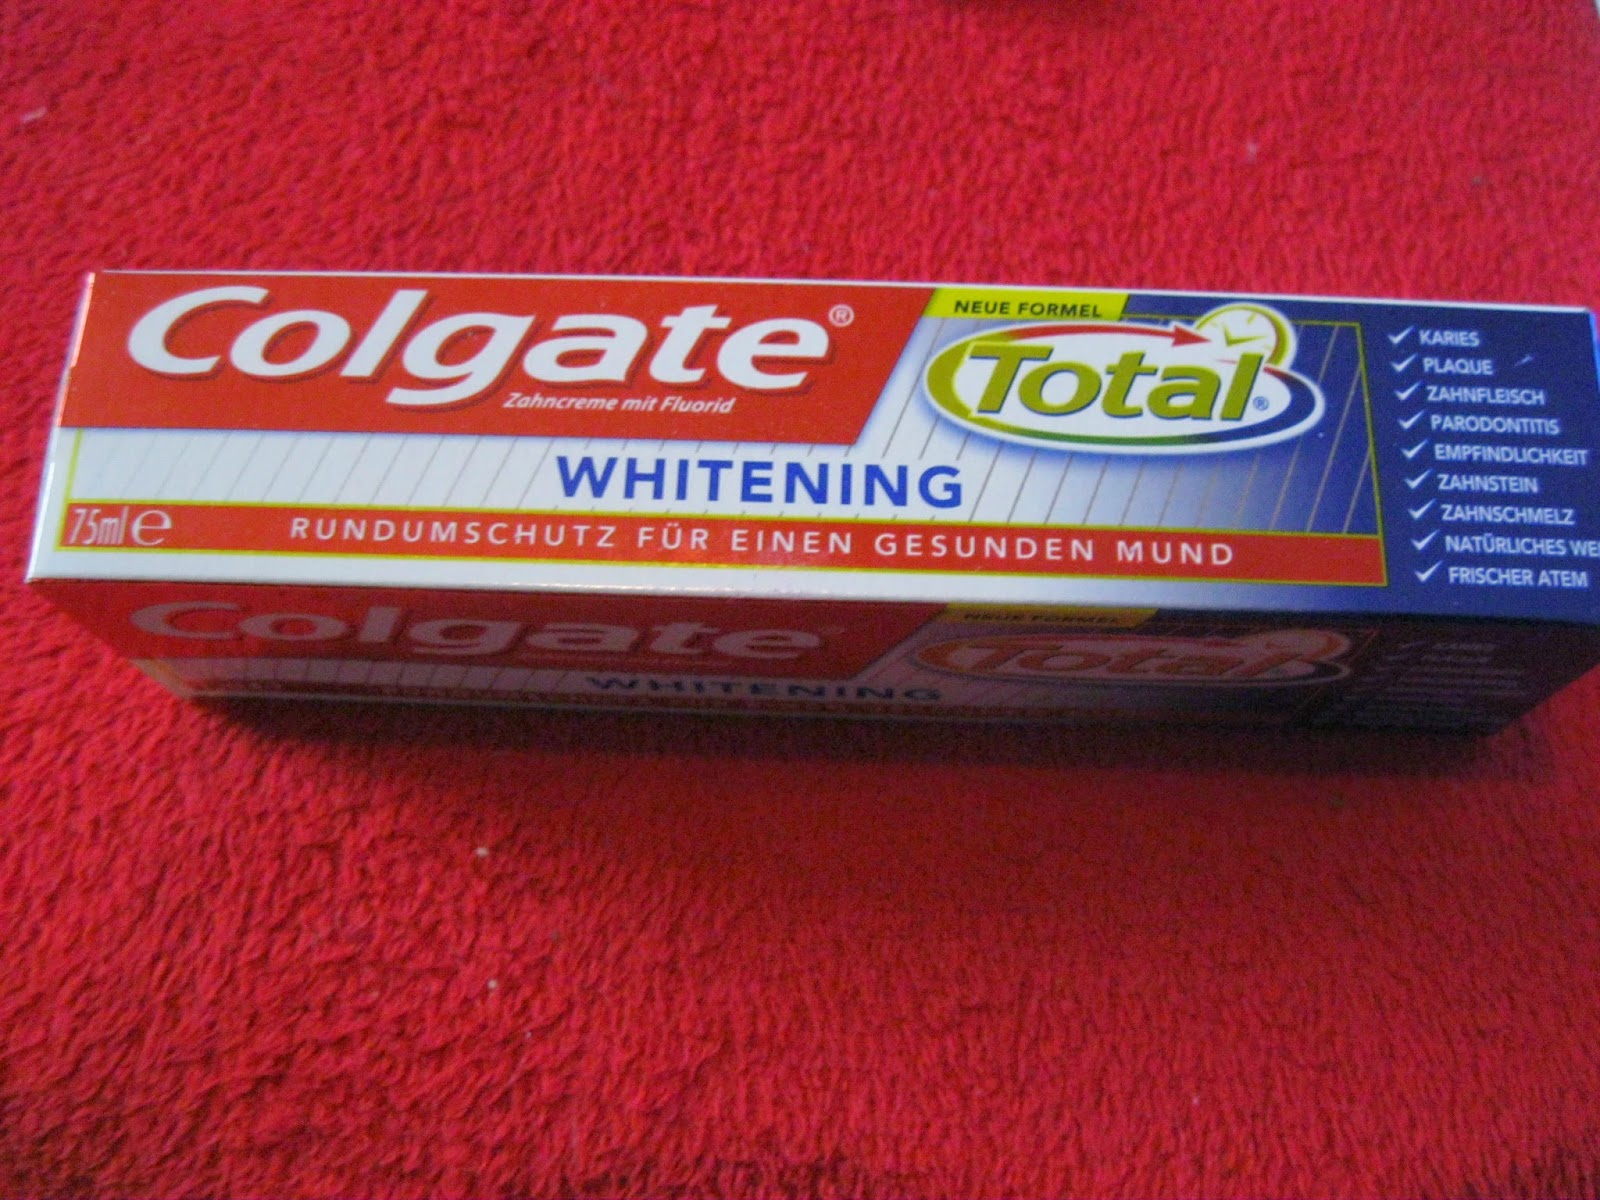 Colgate®
Zahncreme mit Fluorid
NEUE FORMEL
Total®
WHITENING
75ml e
RUNDUMSCHUTZ FÜR EINEN GESUNDEN MUND
✓ KARIES
✓ PLAQUE
✓ ZAHNFLEISCH
✓ PARODONTITIS
✓ EMPFINDLICHKEIT
✓ ZAHNSTEIN
✓ ZAHNSCHMELZ
✓ NATÜRLICHES
✓ FRISCHER ATEM
Colgate
NEUE FORMEL
Total
WHITENING